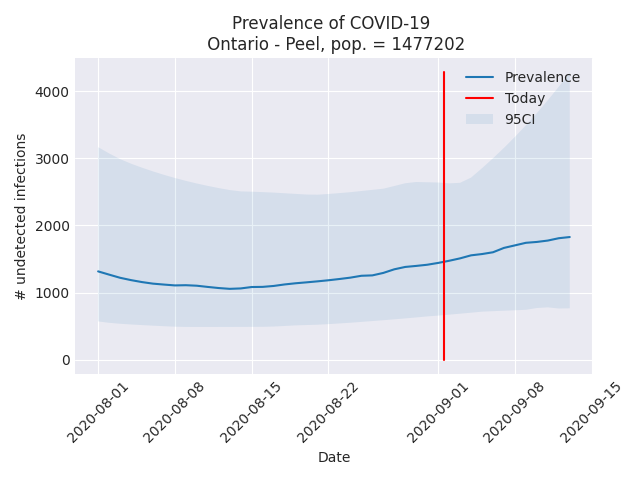 Prevalence of COVID-19
Ontario - Peel, pop. = 1477202
# undetected infections
4000
3000
2000
1000
0
Prevalence
Today
95CI
2020-08-01
2020-08-08
2020-08-15
2020-08-22
2020-09-01
2020-09-08
2020-09-15
Date